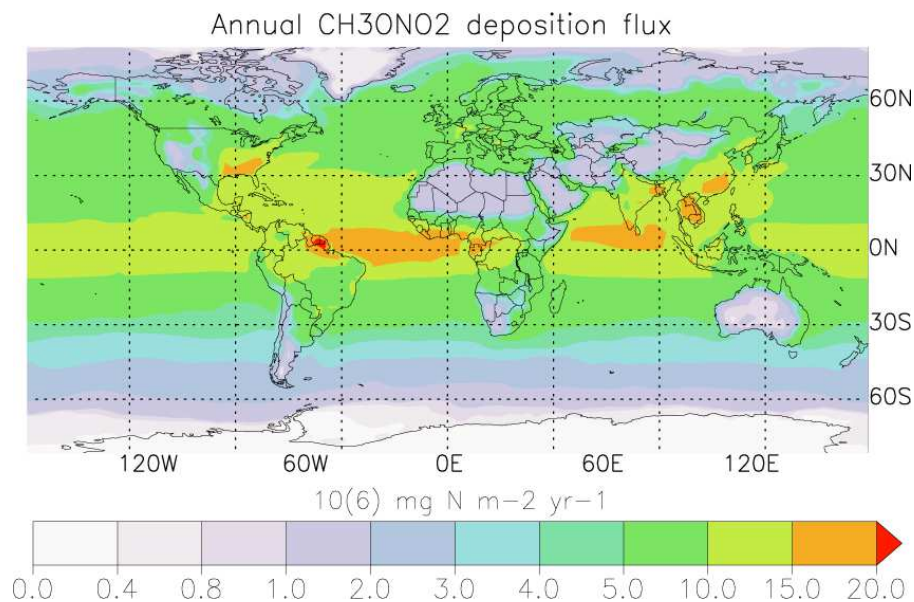 Annual CH3ONO2 deposition flux
60N
30N
0N
30S
60S
120W 60W 0E 60E 120E
10(6) mg N m-2 yr-1
0.0 0.4 0.8 1.0 2.0 3.0 4.0 5.0 10.0 15.0 20.0